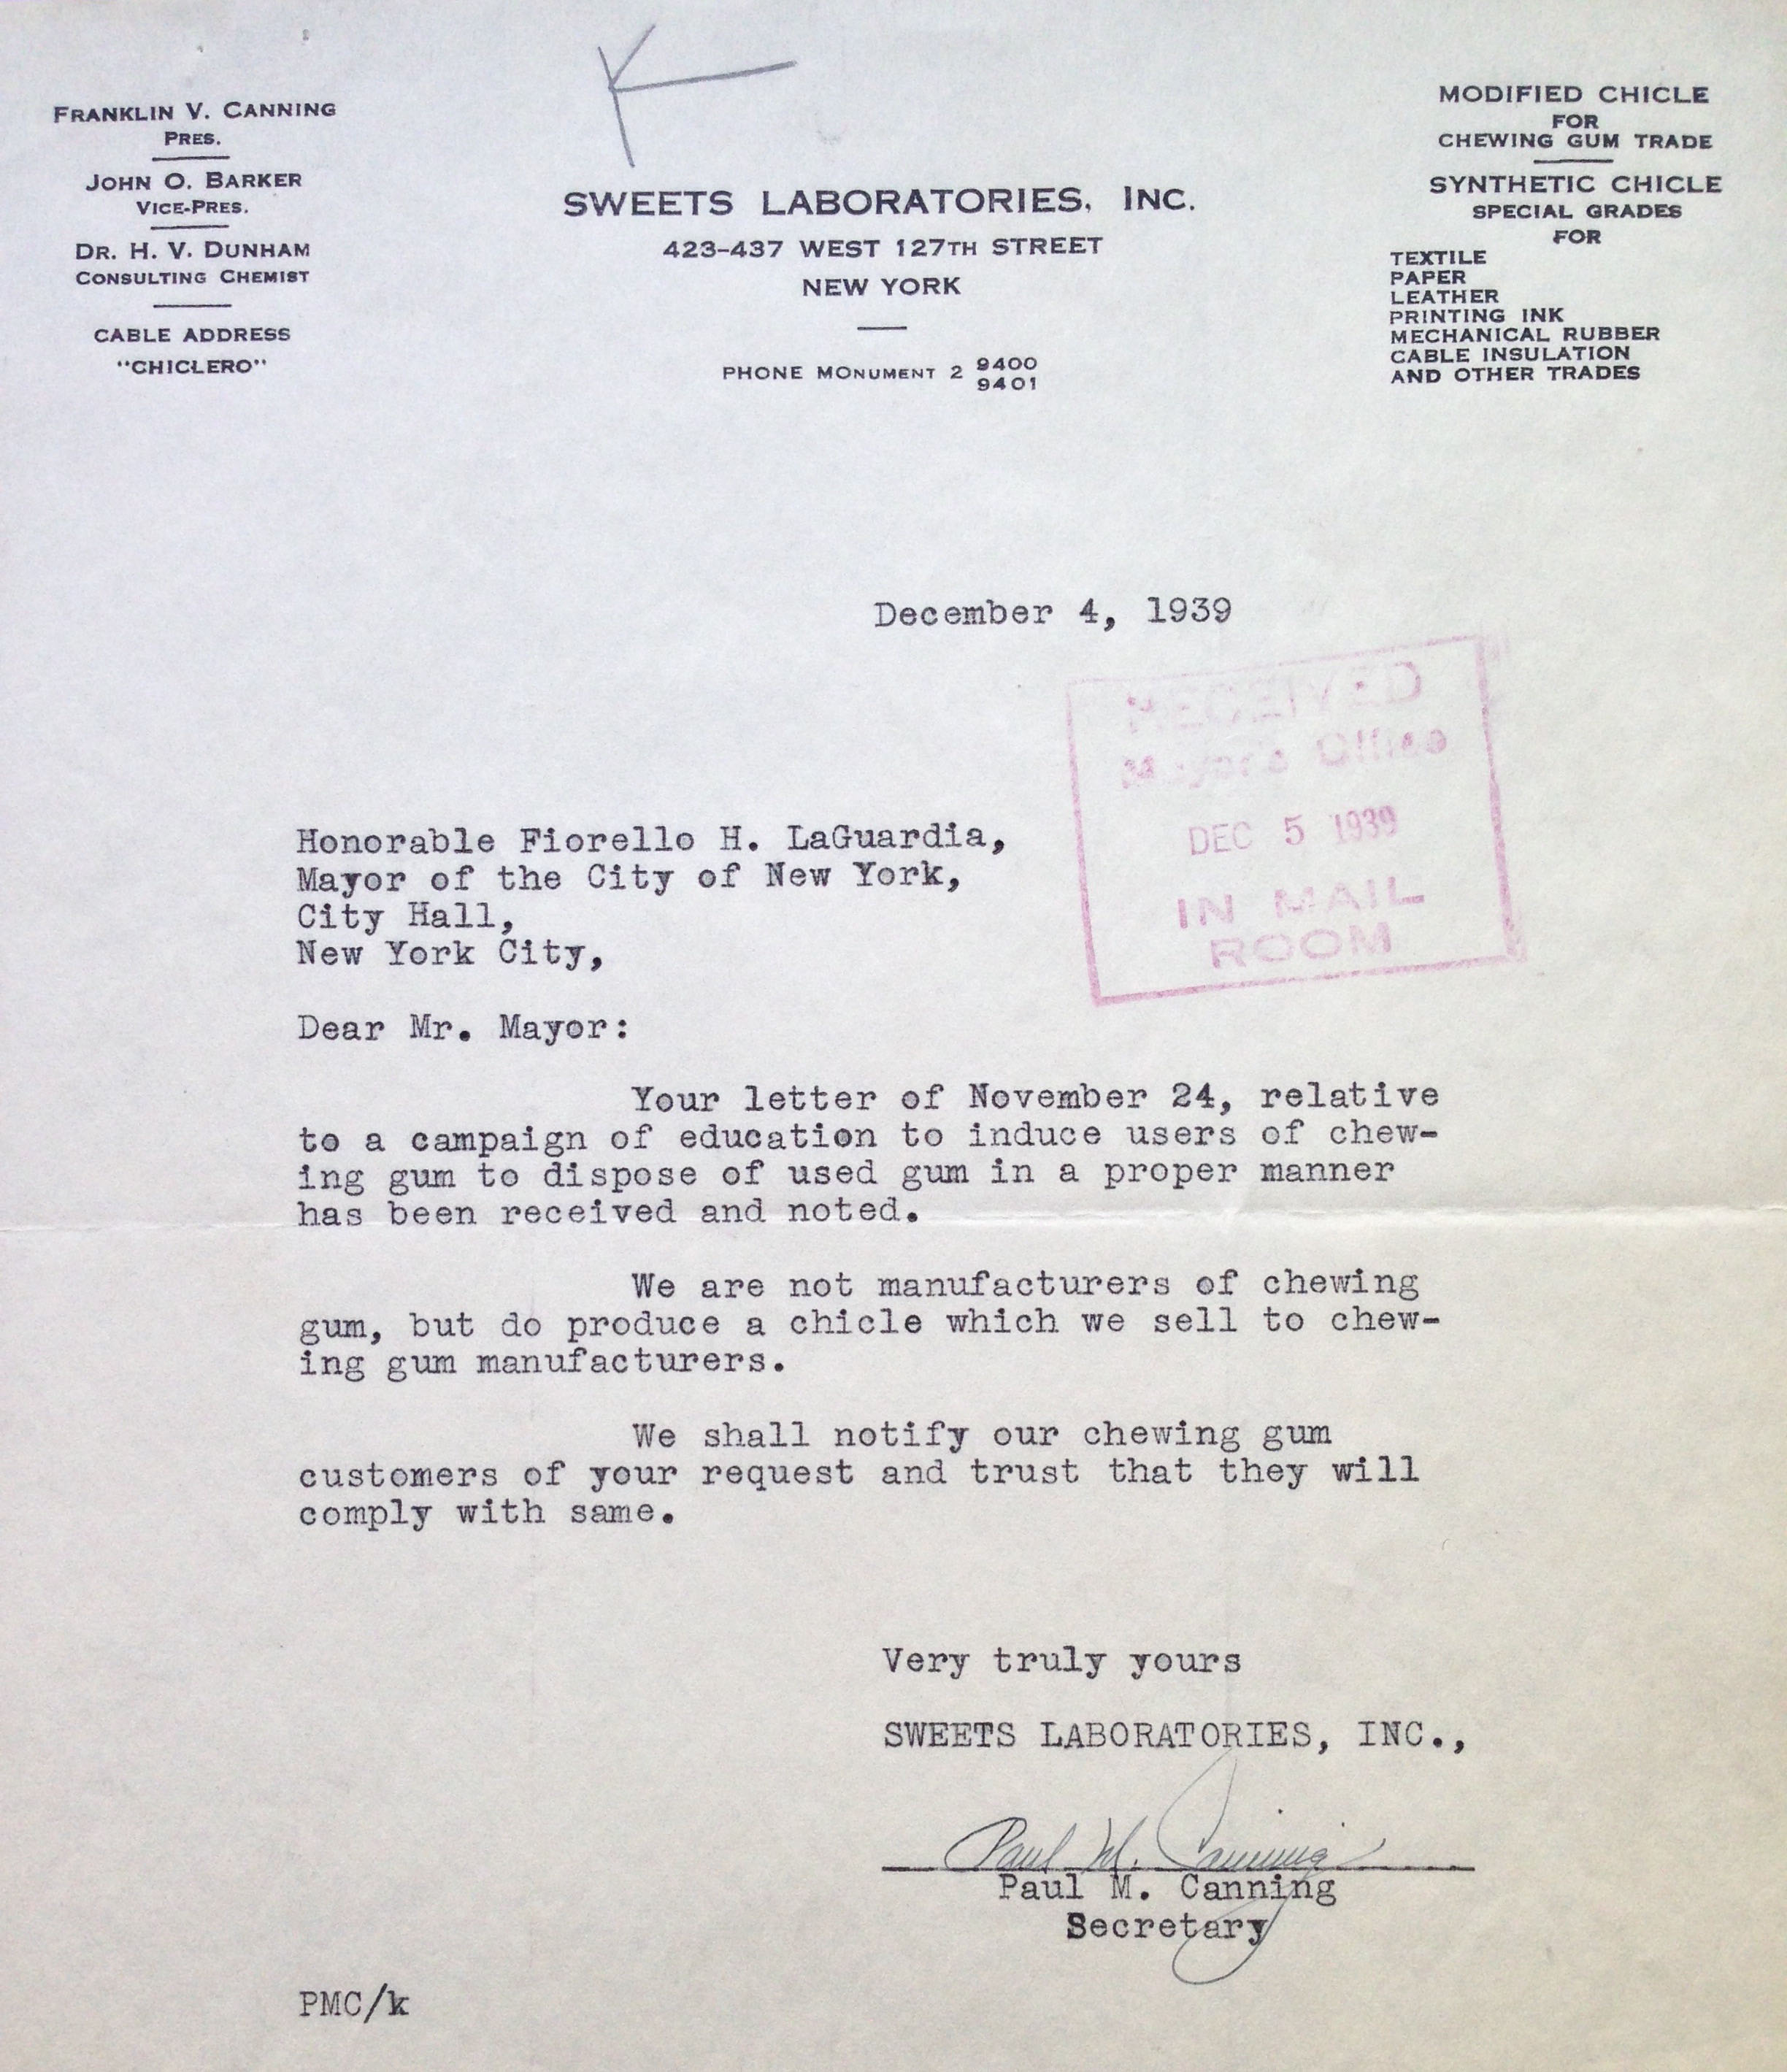 FRANKLIN V. CANNING
PRES.
JOHN O. BARKER
VICE-PRES.
DR. H. V. DUNHAM
CONSULTING CHEMIST
CABLE ADDRESS
"CHICLERO"
SWEETS LABORATORIES, INC.
423-437 WEST 127TH STREET
NEW YORK
PHONE MONUMENT 2 9400
9401
MODIFIED CHICLE
FOR
CHEWING GUM TRADE
SYNTHETIC CHICLE
SPECIAL GRADES
FOR
TEXTILE
PAPER
LEATHER
PRINTING INK
MECHANICAL RUBBER
CABLE INSULATION
AND OTHER TRADES
December 4, 1939
RECEIVED
Mayor's Office
DEC 5 1939
IN MAIL
ROOM
Honorable Fiorello H. LaGuardia,
Mayor of the City of New York,
City Hall,
New York City,
Dear Mr. Mayor:
Your letter of November 24, relative
to a campaign of education to induce users of chew-
ing gum to dispose of used gum in a proper manner
has been received and noted.
We are not manufacturers of chewing
gum, but do produce a chicle which we sell to chew-
ing gum manufacturers.
We shall notify our chewing gum
customers of your request and trust that they will
comply with same.
Very truly yours
SWEETS LABORATORIES, INC.,
Paul M. Canning
Paul M. Canning
Secretary
PMC/k